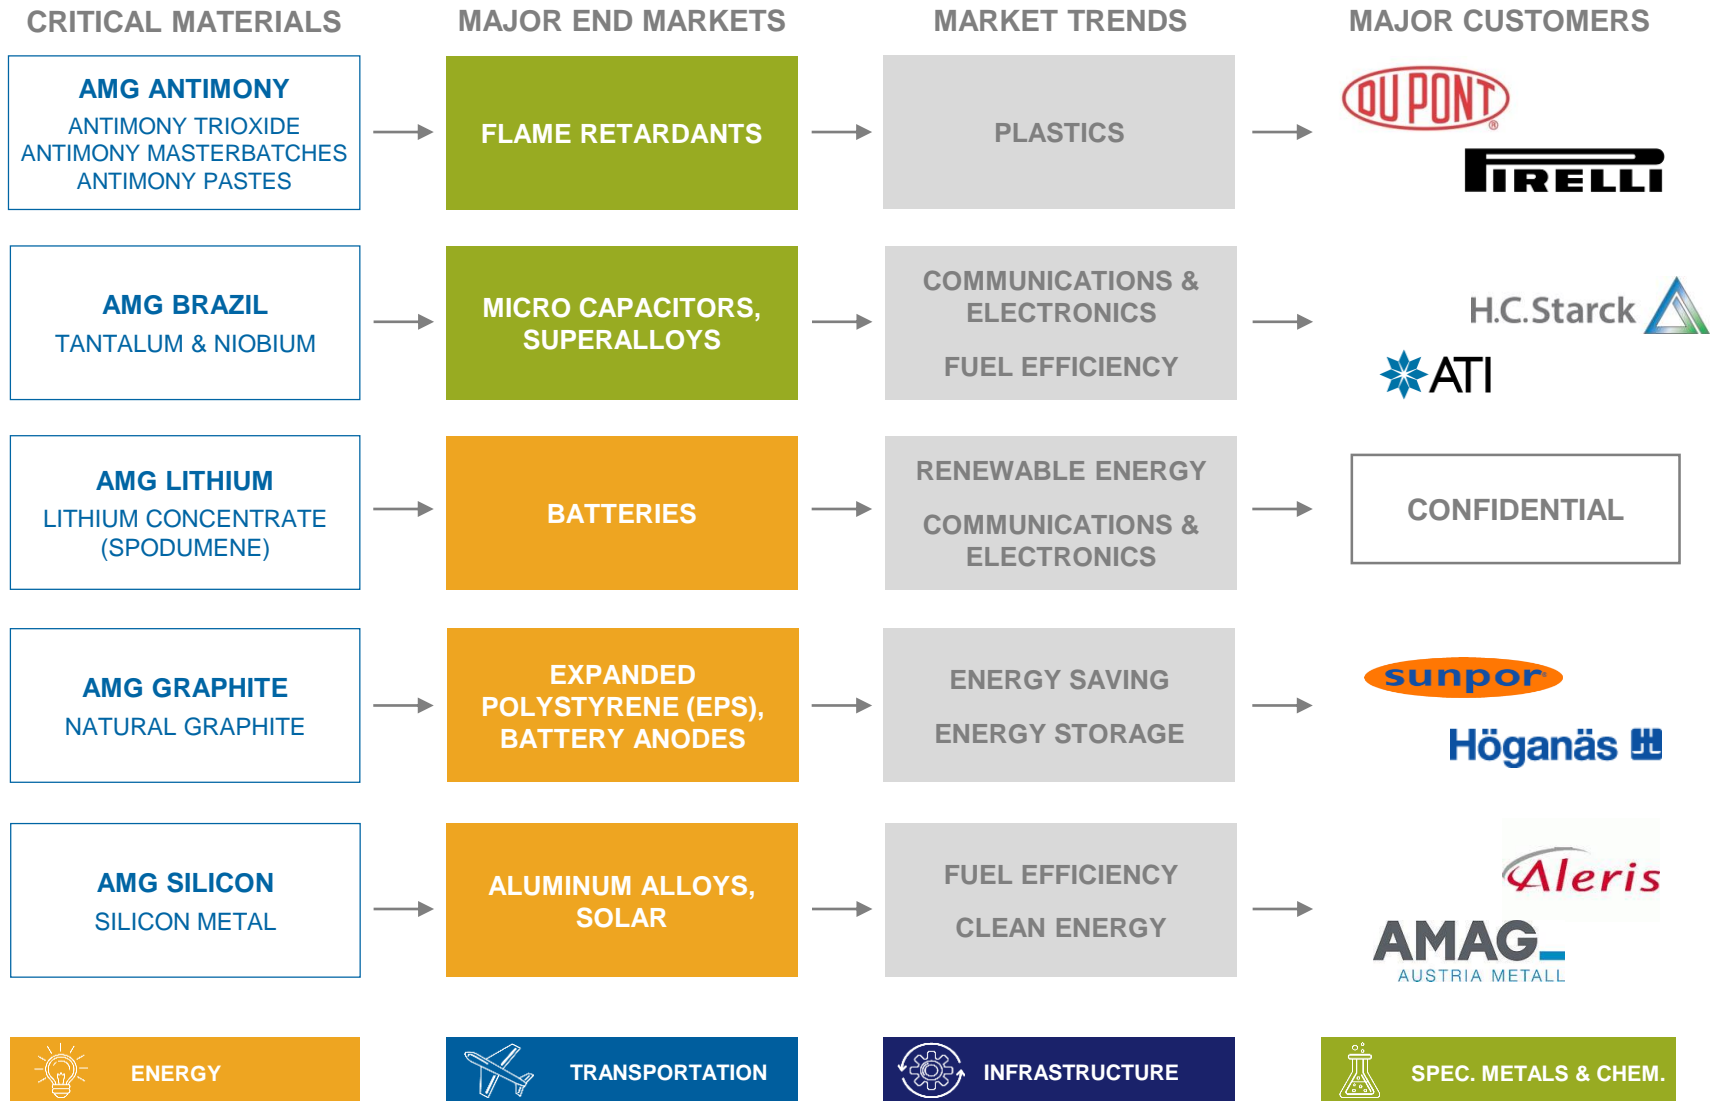 CRITICAL MATERIALS
MAJOR END MARKETS
MARKET TRENDS
MAJOR CUSTOMERS
AMG ANTIMONY
ANTIMONY TRIOXIDE
ANTIMONY MASTERBATCHES
ANTIMONY PASTES
FLAME RETARDANTS
PLASTICS
DU PONT®
PIRELLI
AMG BRAZIL
TANTALUM & NIOBIUM
MICRO CAPACITORS,
SUPERALLOYS
COMMUNICATIONS &
ELECTRONICS
FUEL EFFICIENCY
H.C.Starck
ATI
AMG LITHIUM
LITHIUM CONCENTRATE
(SPODUMENE)
BATTERIES
RENEWABLE ENERGY
COMMUNICATIONS &
ELECTRONICS
CONFIDENTIAL
AMG GRAPHITE
NATURAL GRAPHITE
EXPANDED
POLYSTYRENE (EPS),
BATTERY ANODES
ENERGY SAVING
ENERGY STORAGE
sunpor
Höganäs
AMG SILICON
SILICON METAL
ALUMINUM ALLOYS,
SOLAR
FUEL EFFICIENCY
CLEAN ENERGY
Aleris
AMAG
AUSTRIA METALL
ENERGY
TRANSPORTATION
INFRASTRUCTURE
SPEC. METALS & CHEM.